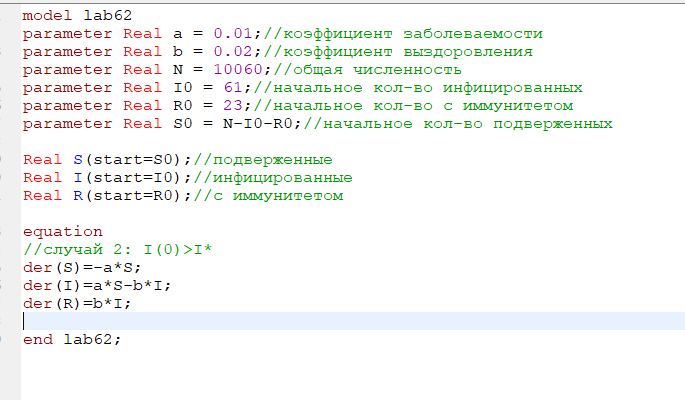 model lab62
parameter Real a = 0.01;//коэффициент заболеваемости
parameter Real b = 0.02;//коэффициент выздоровления
parameter Real N = 10060;//общая численность
parameter Real I0 = 61;//начальное кол-во инфицированных
parameter Real R0 = 23;//начальное кол-во с иммунитетом
parameter Real S0 = N-I0-R0;//начальное кол-во подверженных
Real S(start=S0);//подверженные
Real I(start=I0);//инфицированные
Real R(start=R0);//с иммунитетом
equation
//случай 2: I(0)>I*
der(S)=-a*S;
der(I)=a*S-b*I;
der(R)=b*I;
end lab62;